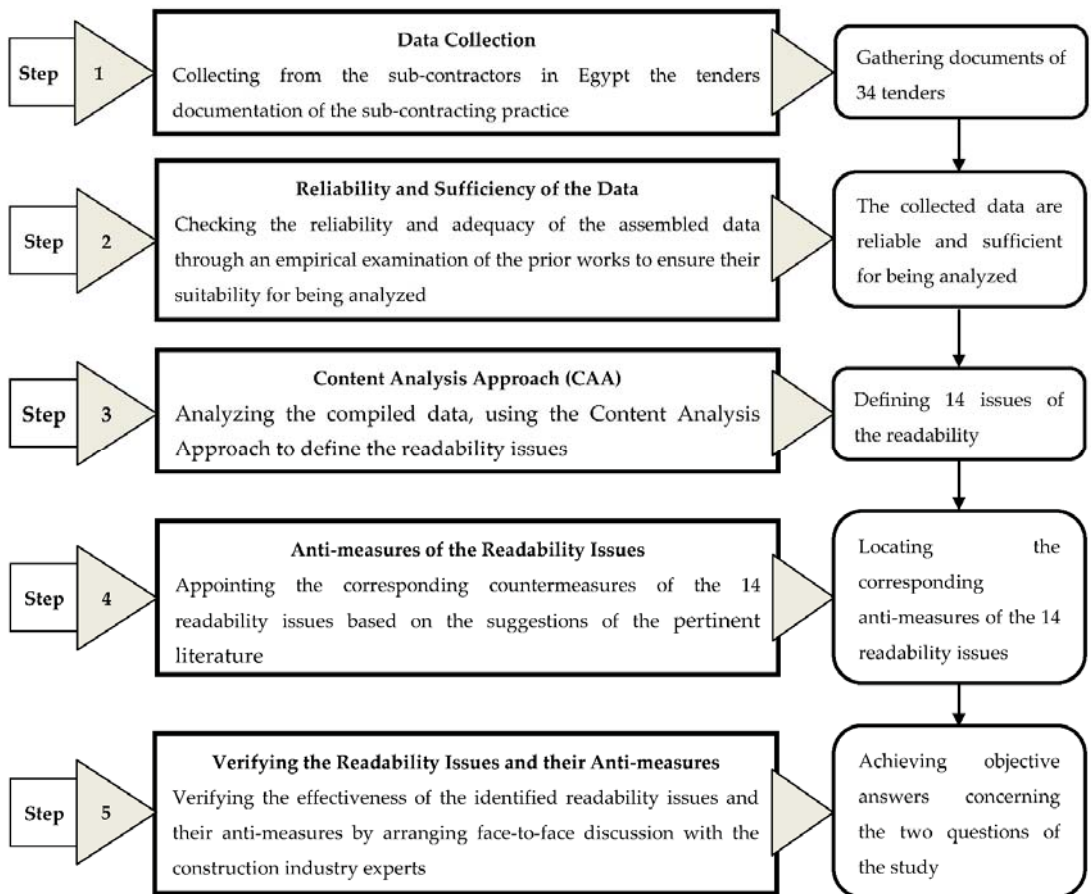 Step
1
Data Collection
Collecting from the sub-contractors in Egypt the tenders
documentation of the sub-contracting practice
Gathering documents of
34 tenders
Step
2
Reliability and Sufficiency of the Data
Checking the reliability and adequacy of the assembled data
through an empirical examination of the prior works to ensure their
suitability for being analyzed
The collected data are
reliable and sufficient
for being analyzed
Step
3
Content Analysis Approach (CAA)
Analyzing the compiled data, using the Content Analysis
Approach to define the readability issues
Defining 14 issues of
the readability
Step
4
Anti-measures of the Readability Issues
Appointing the corresponding countermeasures of the 14
readability issues based on the suggestions of the pertinent
literature
Locating the
corresponding
anti-measures of the 14
readability issues
Step
5
Verifying the Readability Issues and their Anti-measures
Verifying the effectiveness of the identified readability issues and
their anti-measures by arranging face-to-face discussion with the
construction industry experts
Achieving objective
answers concerning
the two questions of
the study